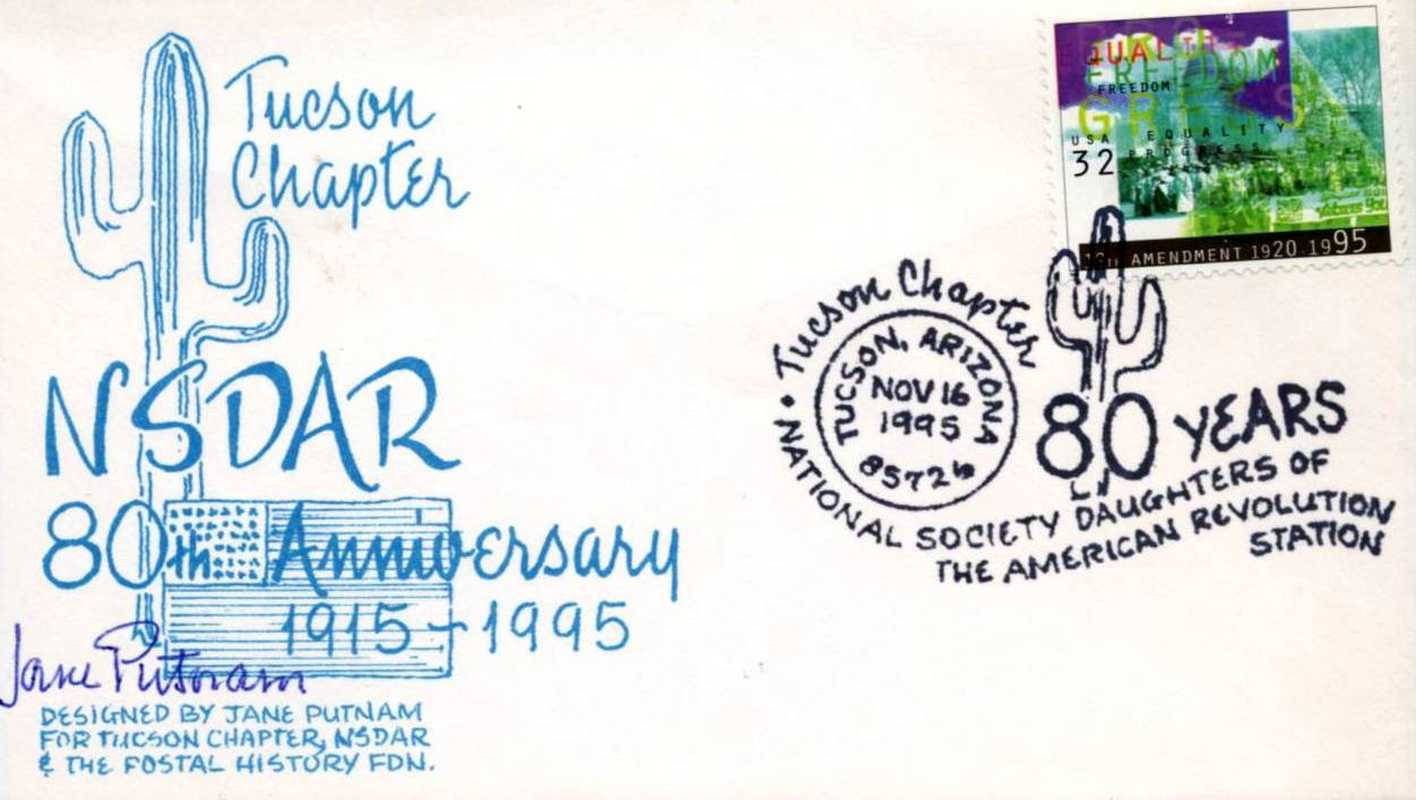 Tucson
Chapter
NSDAR
80th Anniversary
1915-1995
Jane Putnam
DESIGNED BY JANE PUTNAM
FOR TUCSON CHAPTER, NSDAR
& THE POSTAL HISTORY FDN.
FREEDOM
FREEDOM
USA EQUALITY
32 PROGRESS
19th AMENDMENT 1920-1995
Tucson Chapter
TUCSON, ARIZONA
NOV 16
1995
85726
80 YEARS
NATIONAL SOCIETY DAUGHTERS OF
THE AMERICAN REVOLUTION
STATION